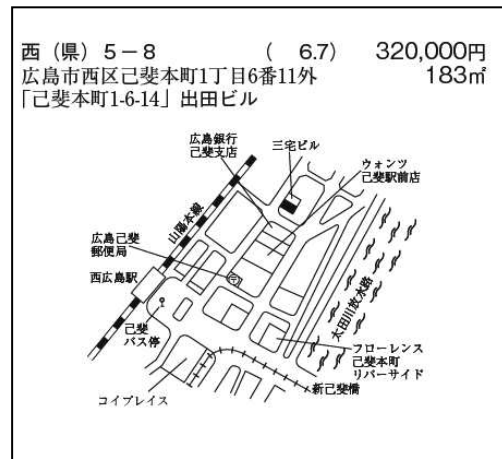 西（県）５－８　（　6.7）　320,000円
広島市西区己斐本町1丁目6番11外　183㎡
「己斐本町1-6-14」出田ビル
広島銀行
己斐支店
三宅ビル
ウォンツ
己斐駅前店
山陽本線
広島己斐
郵便局
西広島駅
太田川放水路
己斐
バス停
フローレンス
己斐本町
リバーサイド
新己斐橋
コイプレイス